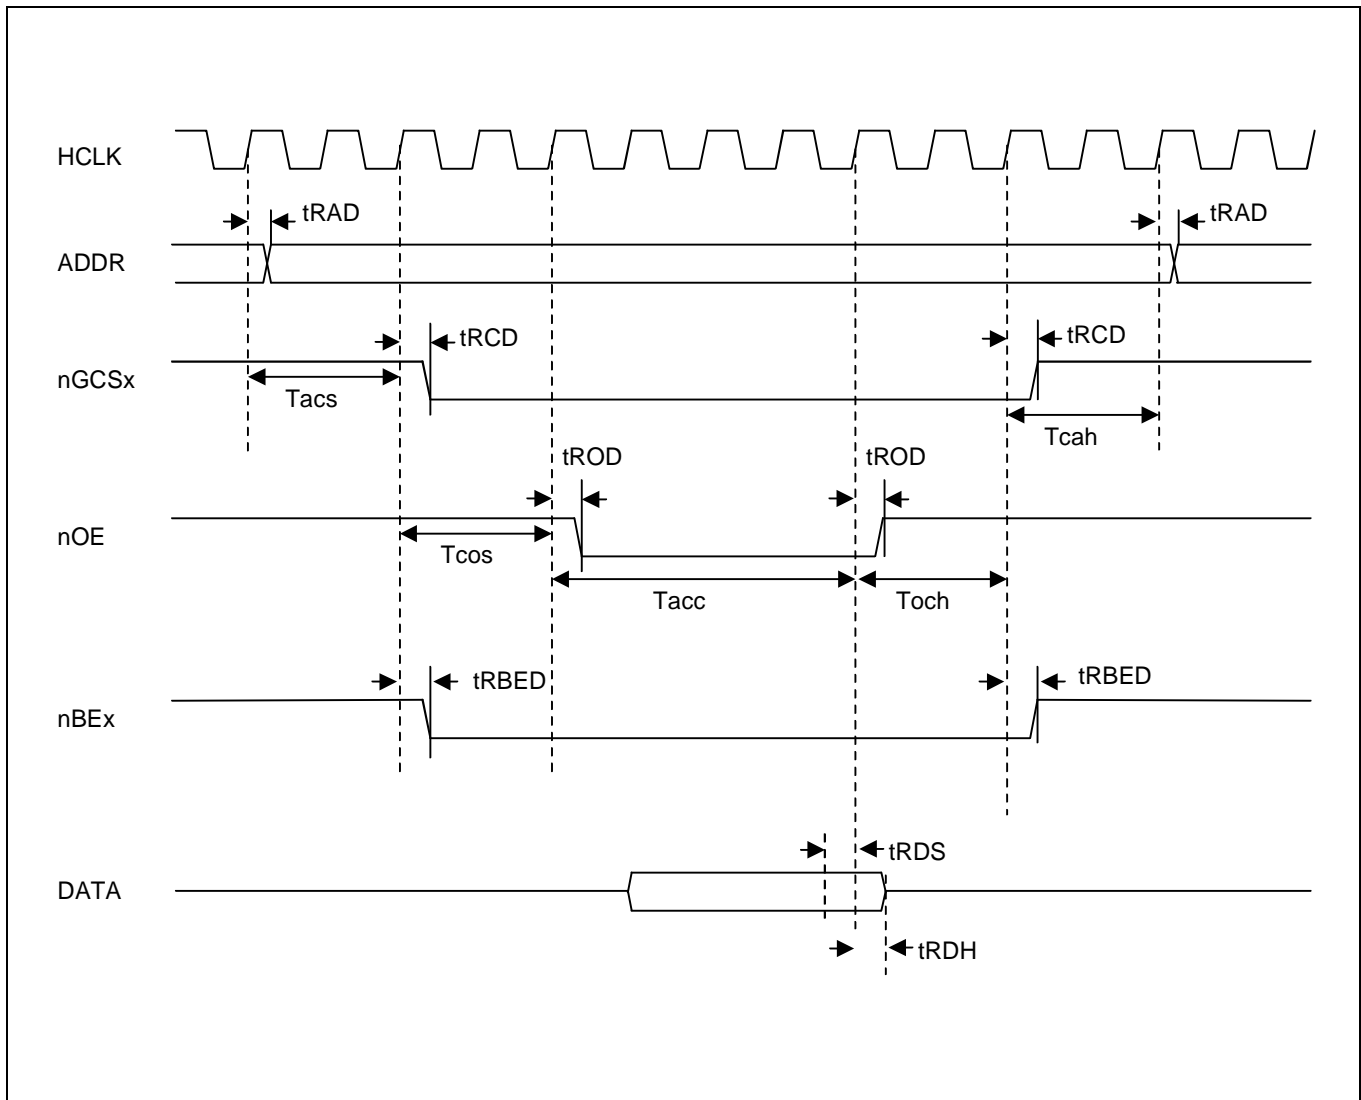 HCLK
tRAD
tRAD
ADDR
tRCD
tRCD
nGCSx
Tacs
Tcah
tROD
tROD
nOE
Tcos
Tacc
Toch
tRBED
tRBED
nBEx
tRDS
DATA
tRDH